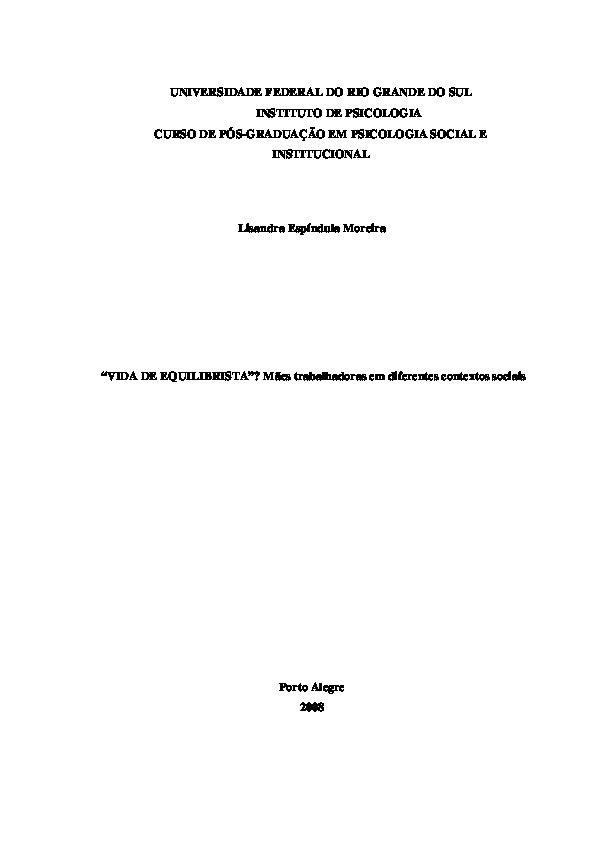 UNIVERSIDADE FEDERAL DO RIO GRANDE DO SUL
INSTITUTO DE PSICOLOGIA
CURSO DE PÓS-GRADUAÇÃO EM PSICOLOGIA SOCIAL E
INSTITUCIONAL
Lisandra Espíndula Moreira
“VIDA DE EQUILIBRISTA”? Mães trabalhadoras em diferentes contextos sociais
Porto Alegre
2008